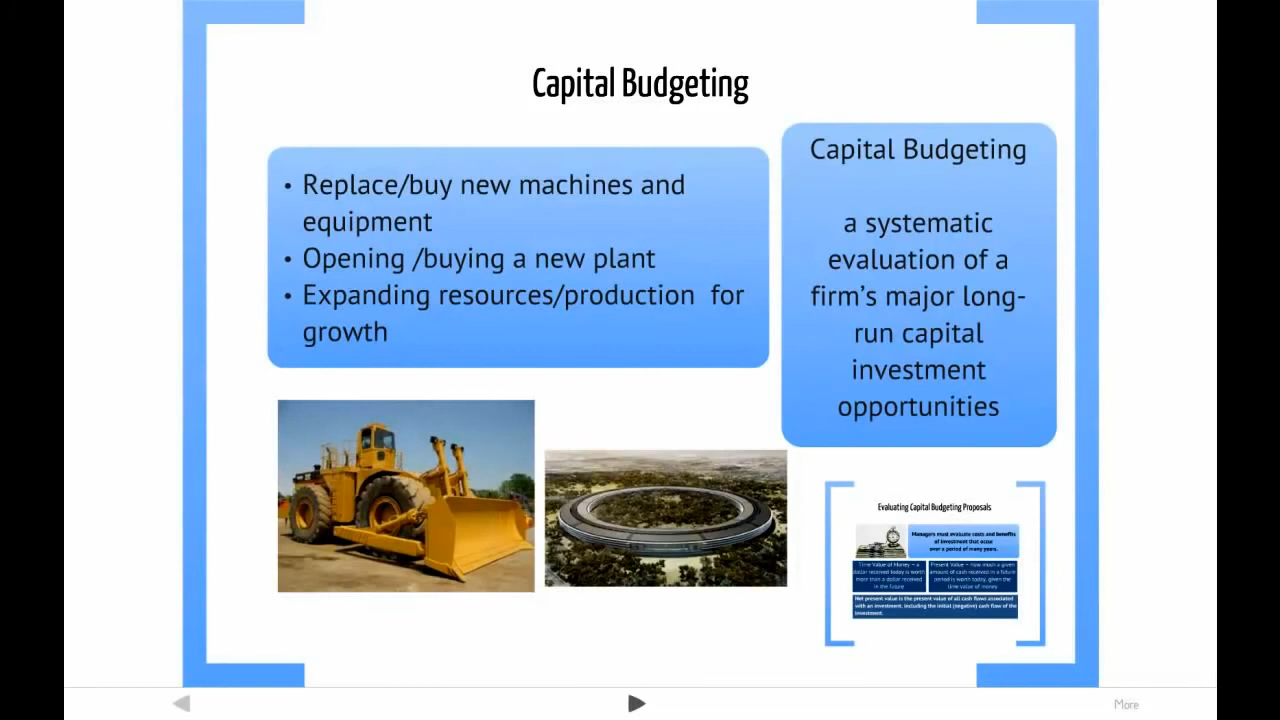 Capital Budgeting
• Replace/buy new machines and
equipment
• Opening /buying a new plant
• Expanding resources/production for
growth
Capital Budgeting
a systematic
evaluation of a
firm's major long-
run capital
investment
opportunities
Evaluating Capital Budgeting Proposals
Managers must evaluate costs and benefits
of investment that occur
over a period of many years.
Time Value of Money – a
dollar received today is worth
more than a dollar received
in the future
Present Value – how much a given
amount of cash received in a future
period is worth today, given the
time value of money
Net present value is the present value of all cash flows associated
with an investment, including the initial (negative) cash flow of the
investment.
More